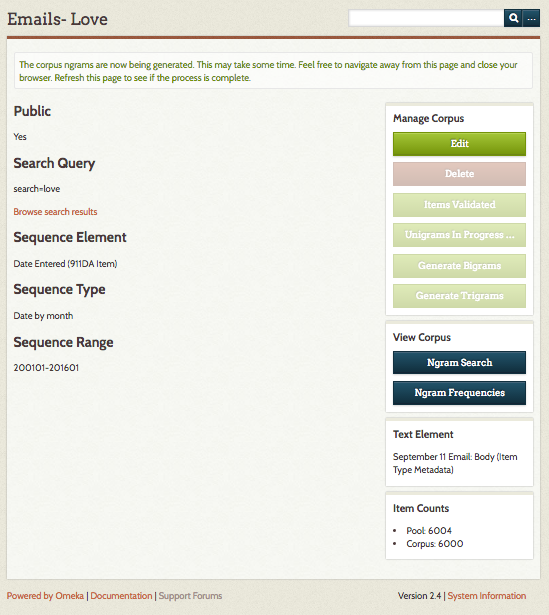 Emails- Love
...
The corpus ngrams are now being generated. This may take some time. Feel free to navigate away from this page and close your
browser. Refresh this page to see if the process is complete.
Public
Yes
Search Query
search=love
Browse search results
Sequence Element
Date Entered (911DA Item)
Sequence Type
Date by month
Sequence Range
200101-201601
Manage Corpus
Edit
Delete
Items Validated
Unigrams In Progress ...
Generate Bigrams
Generate Trigrams
View Corpus
Ngram Search
Ngram Frequencies
Text Element
September 11 Email: Body (Item
Type Metadata)
Item Counts
• Pool: 6004
• Corpus: 6000
Powered by Omeka | Documentation | Support Forums
Version 2.4 | System Information